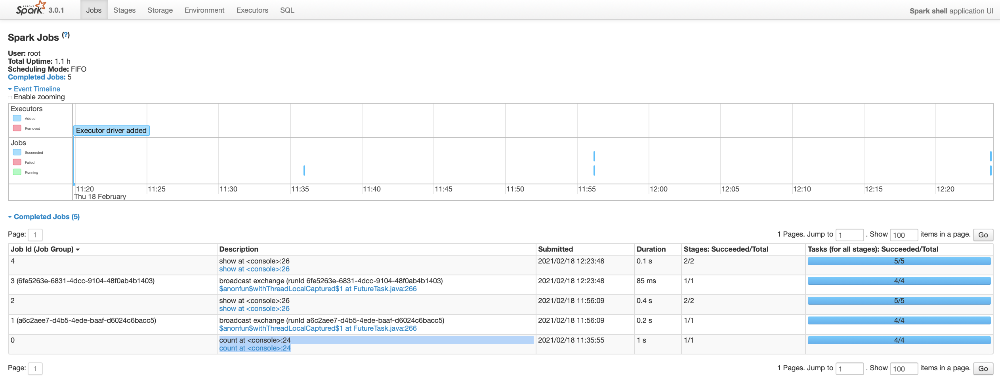 APACHE
Spark 3.0.1 Jobs Stages Storage Environment Executors SQL Spark shell application UI
Spark Jobs (?)
User: root
Total Uptime: 1.1 h
Scheduling Mode: FIFO
Completed Jobs: 5
Event Timeline
Enable zooming
Executors
Added
Removed
Executor driver added
Jobs
Succeeded
Failed
Running
11:20 11:25 11:30 11:35 11:40 11:45 11:50 11:55 12:00 12:05 12:10 12:15 12:20
Thu 18 February
Completed Jobs (5)
Page: 1 1 Pages. Jump to 1 . Show 100 items in a page. Go
Job Id (Job Group) Description Submitted Duration Stages: Succeeded/Total Tasks (for all stages): Succeeded/Total
4 show at <console>:26 2021/02/18 12:23:48 0.1 s 2/2 5/5
show at <console>:26
3 (6fe5263e-6831-4dcc-9104-48f0ab4b1403) broadcast exchange (runId 6fe5263e-6831-4dcc-9104-48f0ab4b1403) 2021/02/18 12:23:48 85 ms 1/1 4/4
$anonfun$withThreadLocalCaptured$1 at FutureTask.java:266
2 show at <console>:26 2021/02/18 11:56:09 0.4 s 2/2 5/5
show at <console>:26
1 (a6c2aee7-d4b5-4ede-baaf-d6024c6bacc5) broadcast exchange (runId a6c2aee7-d4b5-4ede-baaf-d6024c6bacc5) 2021/02/18 11:56:09 0.2 s 1/1 4/4
$anonfun$withThreadLocalCaptured$1 at FutureTask.java:266
0 count at <console>:24 2021/02/18 11:35:55 1 s 1/1 4/4
count at <console>:24
Page: 1 1 Pages. Jump to 1 . Show 100 items in a page. Go